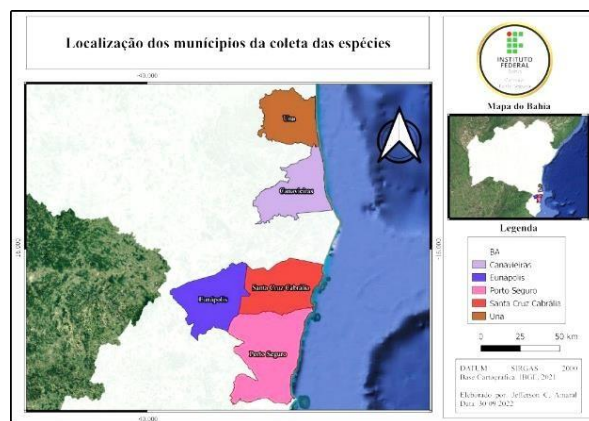 Localização dos munícipios da coleta das espécies
Una
Canavieiras
Santa Cruz Cabrália
Eunápolis
Porto Seguro
INSTITUTO
FEDERAL
Mapa do Bahia
Legenda
BA
Canavieiras
Eunápolis
Porto Seguro
Santa Cruz Cabrália
Una
0 25 50 km
DATUM SIRGAS 2000
Base Cartográfica IBGE, 2021
Elaborado por: Jefferson C. Amaral
Data: 30/09/2022